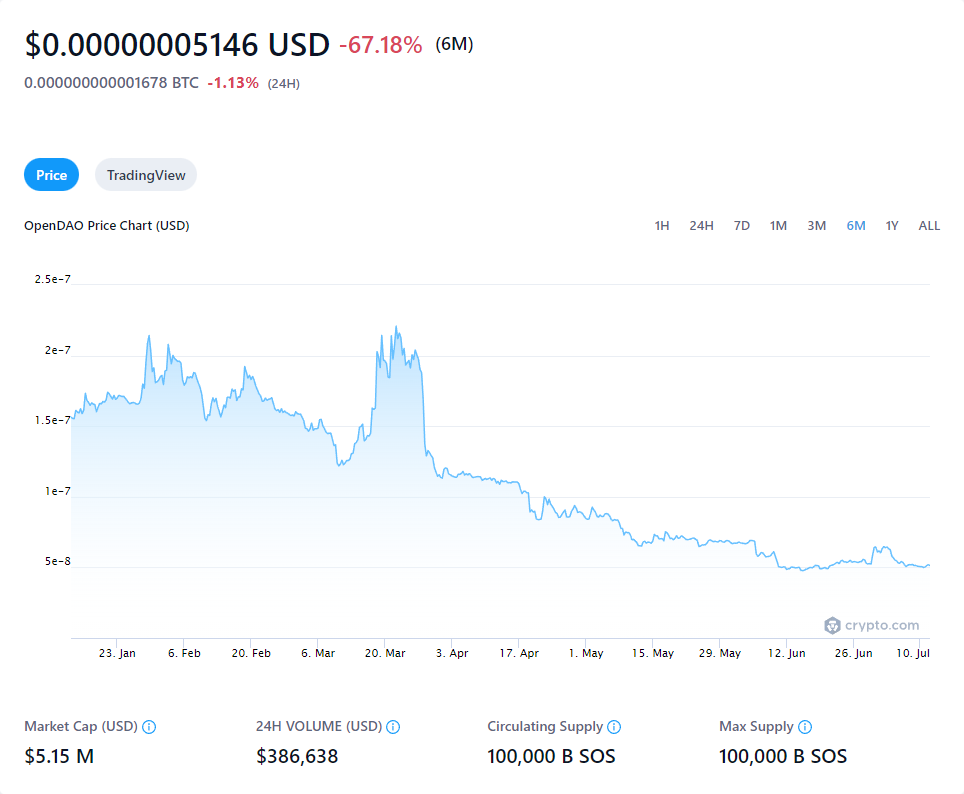 $0.00000005146 USD -67.18% (6M)
0.000000000001678 BTC -1.13% (24H)
Price TradingView
OpenDAO Price Chart (USD) 1H 24H 7D 1M 3M 6M 1Y ALL
2.5e-7
2e-7
1.5e-7
1e-7
5e-8
crypto.com
23. Jan 6. Feb 20. Feb 6. Mar 20. Mar 3. Apr 17. Apr 1. May 15. May 29. May 12. Jun 26. Jun 10. Jul
Market Cap (USD) 24H VOLUME (USD) Circulating Supply Max Supply
$5.15 M $386,638 100,000 B SOS 100,000 B SOS